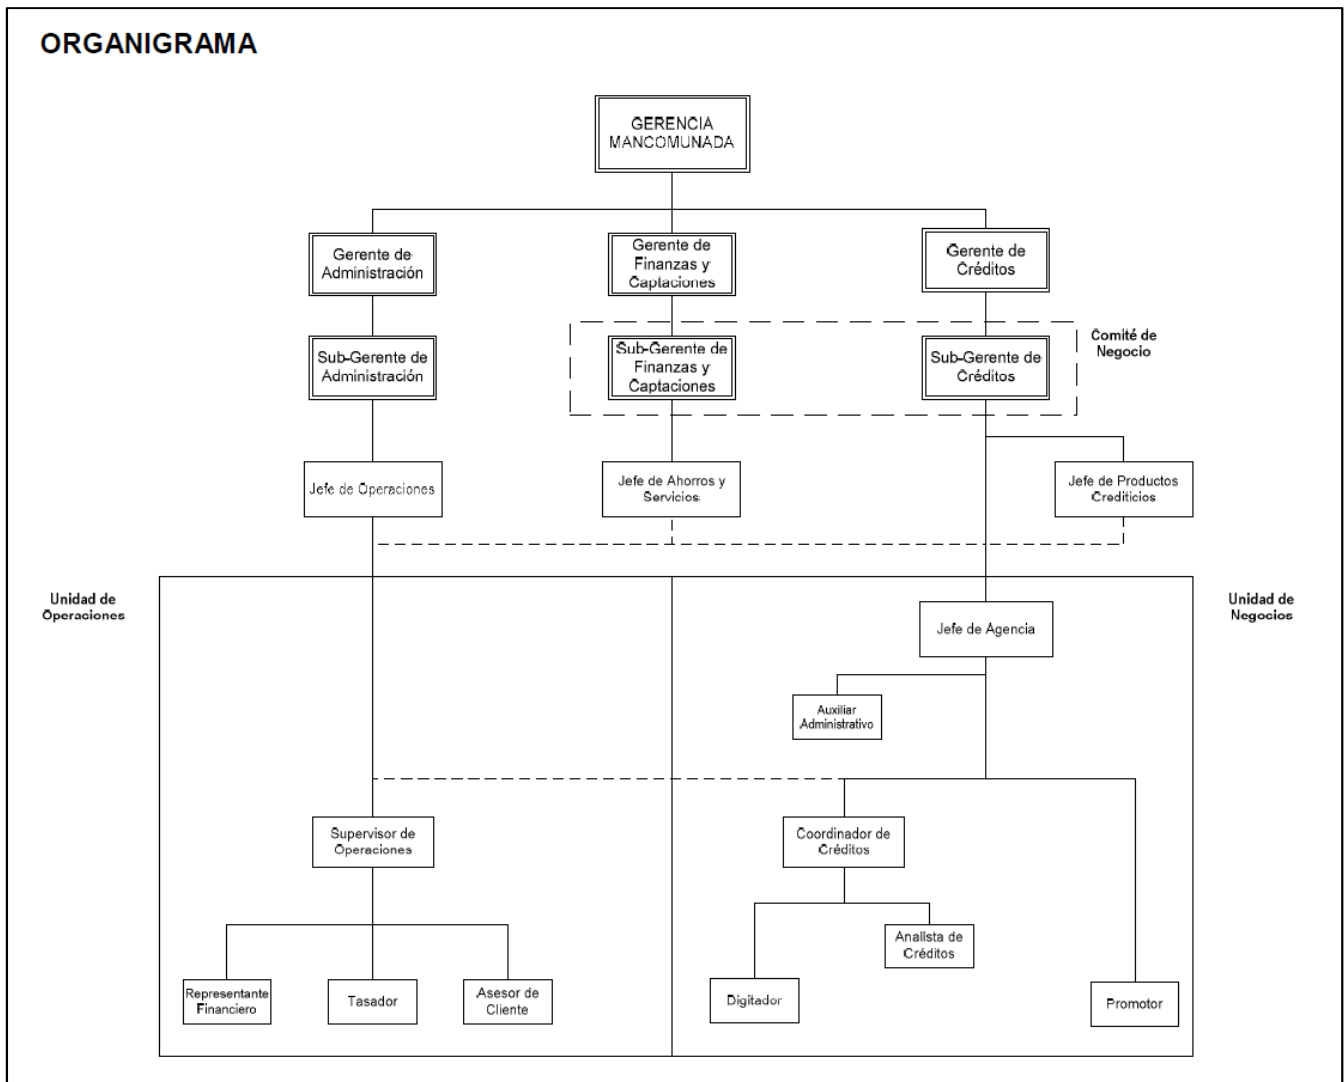 ORGANIGRAMA
GERENCIA
MANCOMUNADA
Gerente de
Administración
Gerente de
Finanzas y
Captaciones
Gerente de
Créditos
Sub-Gerente de
Administración
Sub-Gerente de
Finanzas y
Captaciones
Sub-Gerente de
Créditos
Comité de
Negocio
Jefe de Operaciones
Jefe de Ahorros y
Servicios
Jefe de Productos
Crediticios
Unidad de
Operaciones
Unidad de
Negocios
Jefe de Agencia
Auxiliar
Administrativo
Supervisor de
Operaciones
Coordinador de
Créditos
Analista de
Créditos
Representante
Financiero
Tasador
Asesor de
Cliente
Digitador
Promotor